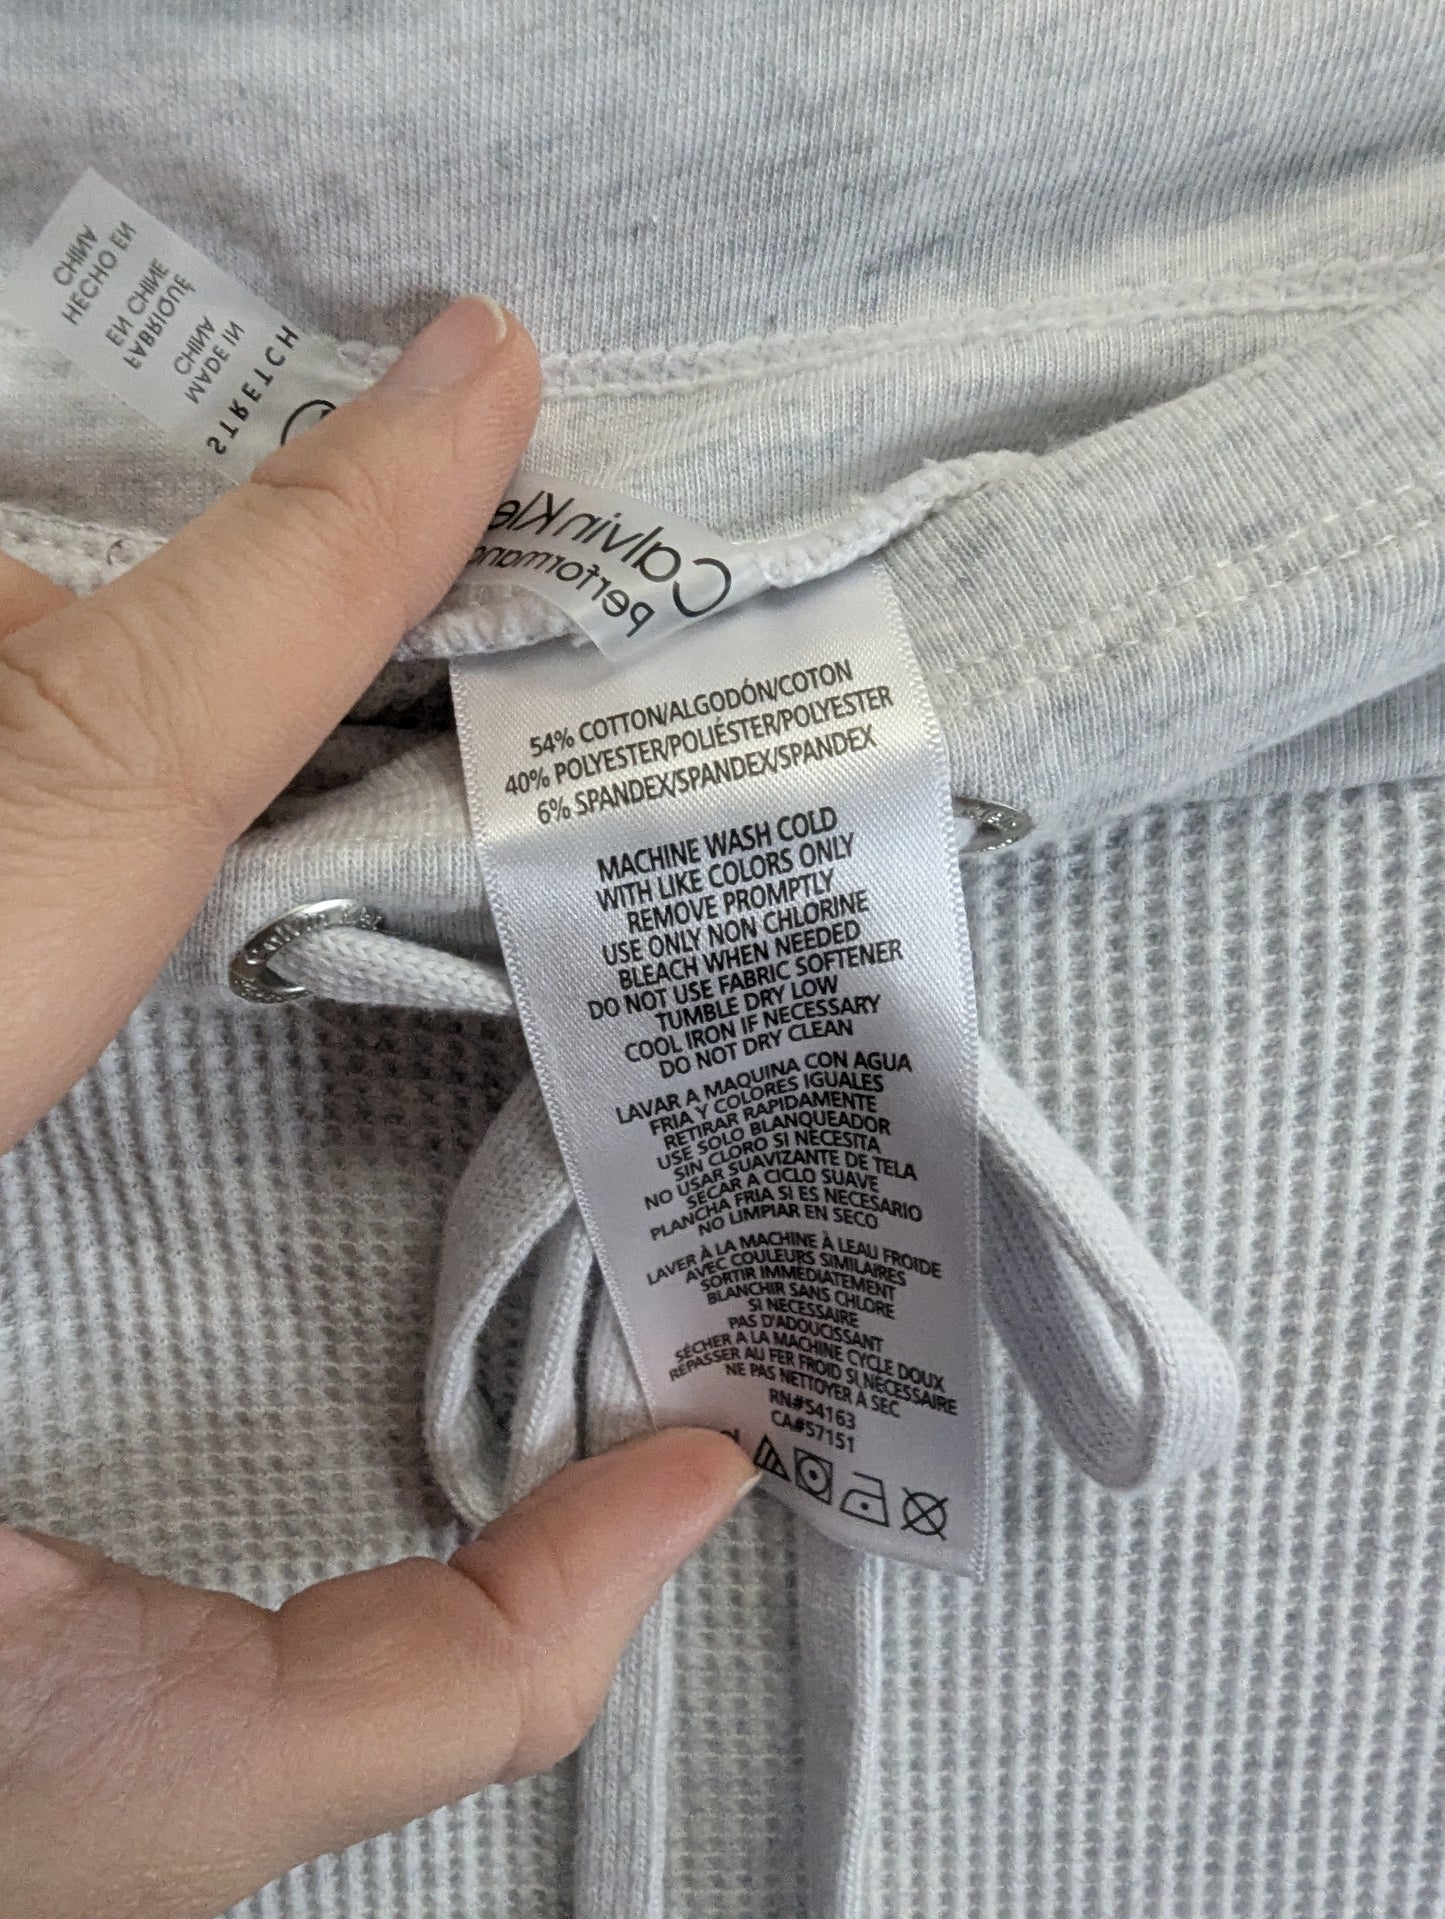 CHINA
HECHO EN
EN CHINE
FABRIQUÉ
CHINA
MADE IN
STRETCH
Calvin
54% COTTON/ALGODÓN/COTON
40% POLYESTER/POLIÉSTER/POLYESTER
6% SPANDEX/SPANDEX/SPANDEX
MACHINE WASH COLD
WITH LIKE COLORS ONLY
REMOVE PROMPTLY
USE ONLY NON CHLORINE
BLEACH WHEN NEEDED
DO NOT USE FABRIC SOFTENER
TUMBLE DRY LOW
COOL IRON IF NECESSARY
DO NOT DRY CLEAN
LAVAR A MAQUINA CON AGUA
FRIA Y COLORES IGUALES
RETIRAR RAPIDAMENTE
USE SOLO BLANQUEADOR
SIN CLORO SI NECESITA
NO USAR SUAVIZANTE DE TELA
SECAR A CICLO SUAVE
PLANCHA FRIA SI ES NECESARIO
NO LIMPIAR EN SECO
LAVER À LA MACHINE À LEAU FROIDE
AVEC COULEURS SIMILAIRES
SORTIR IMMÉDIATEMENT
BLANCHIR SANS CHLORE
SI NECESSAIRE
PAS D'ADOUCISSANT
SÉCHER A LA MACHINE CYCLE DOUX
RÉPASSER AU FER FROID SI NÉCESSAIRE
NE PAS NETTOYER A SEC
RN#54163
CA#57151